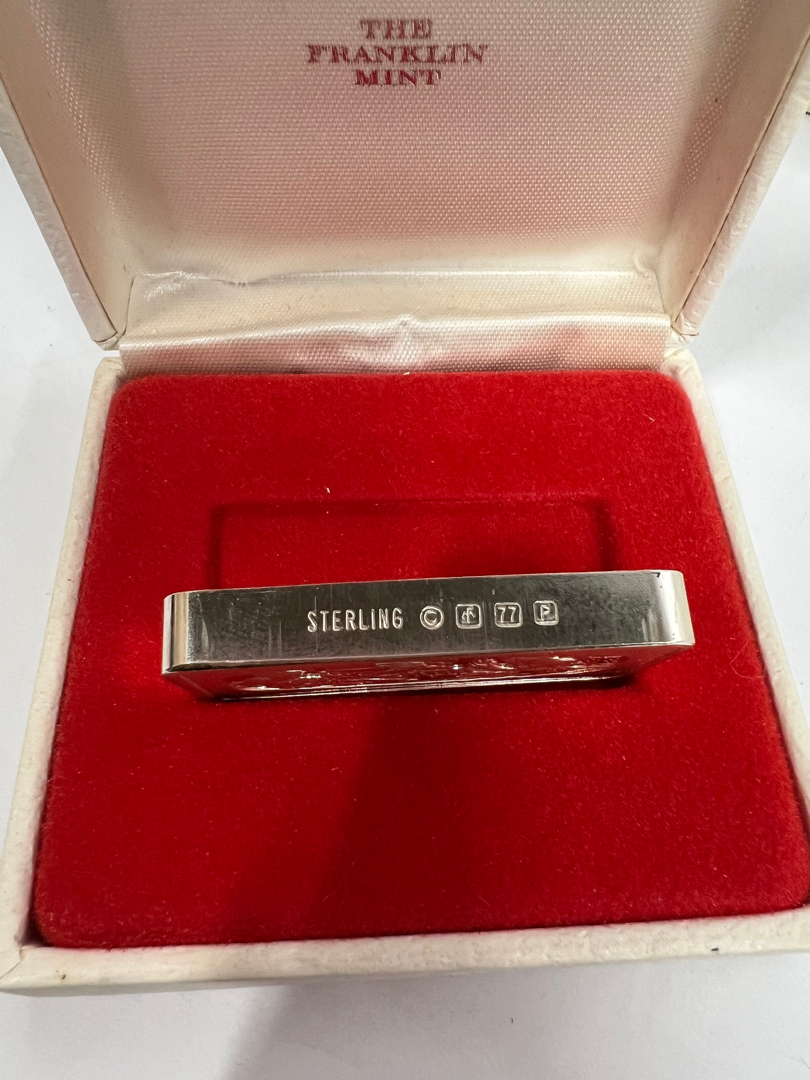 THE
FRANKLIN
MINT
STERLING © 77 P